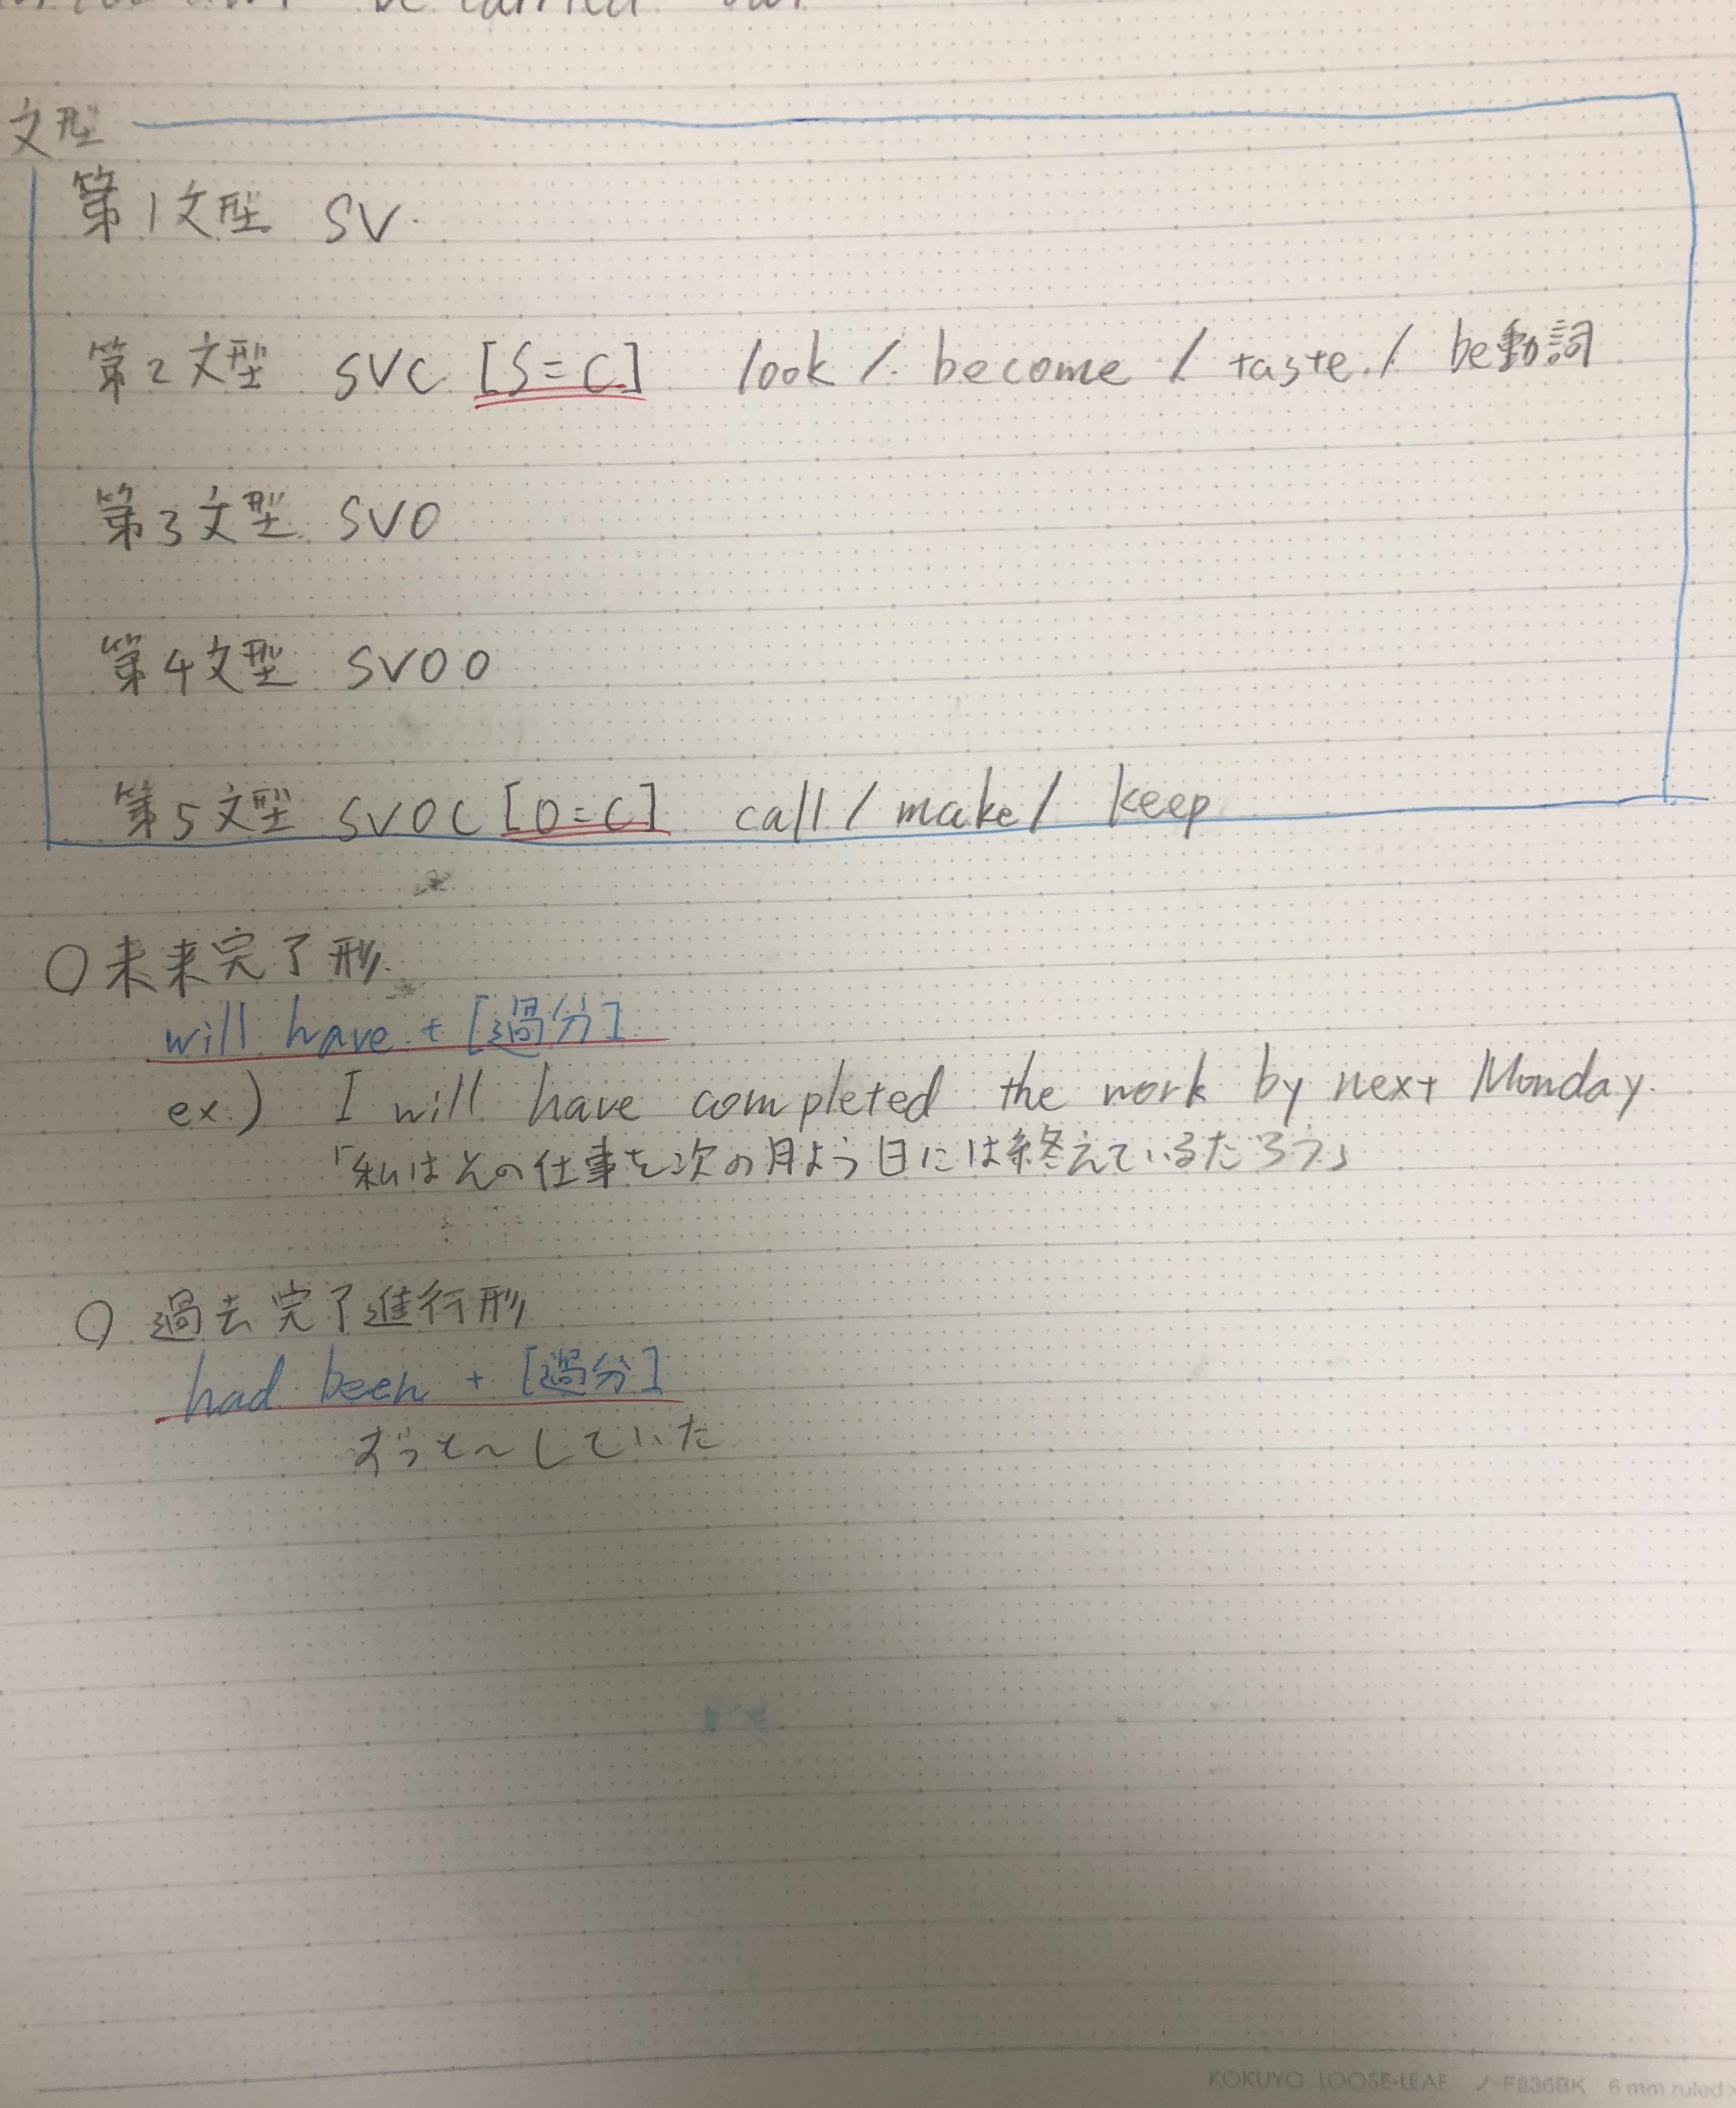 be carried out
文型
第1文型 SV.
第2文型 SVC [S=C] look / become / taste / be動詞
第3文型 SVO
第4文型 SVOO
第5文型 SVOC [O=C] call / make / keep
○未来完了形
will have + [過分]
ex.) I will have completed the work by next Monday.
「私はその仕事を次の月よう日には終えているだろう」
○ 過去完了進行形
had been + [過分]
ずっと~していた
KOKUYO LOOSE-LEAF ノ-F836BK 6 mm ruled